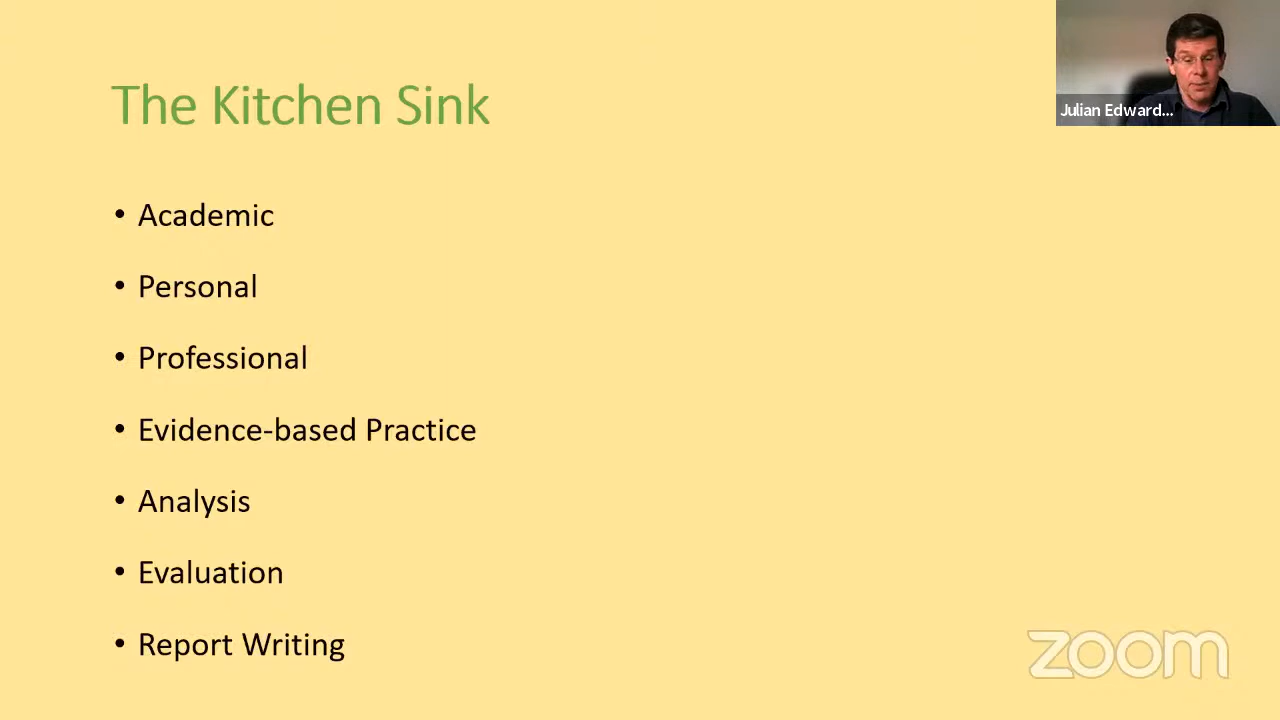 The Kitchen Sink
Julian Edward...
• Academic
• Personal
• Professional
• Evidence-based Practice
• Analysis
• Evaluation
• Report Writing
zoom